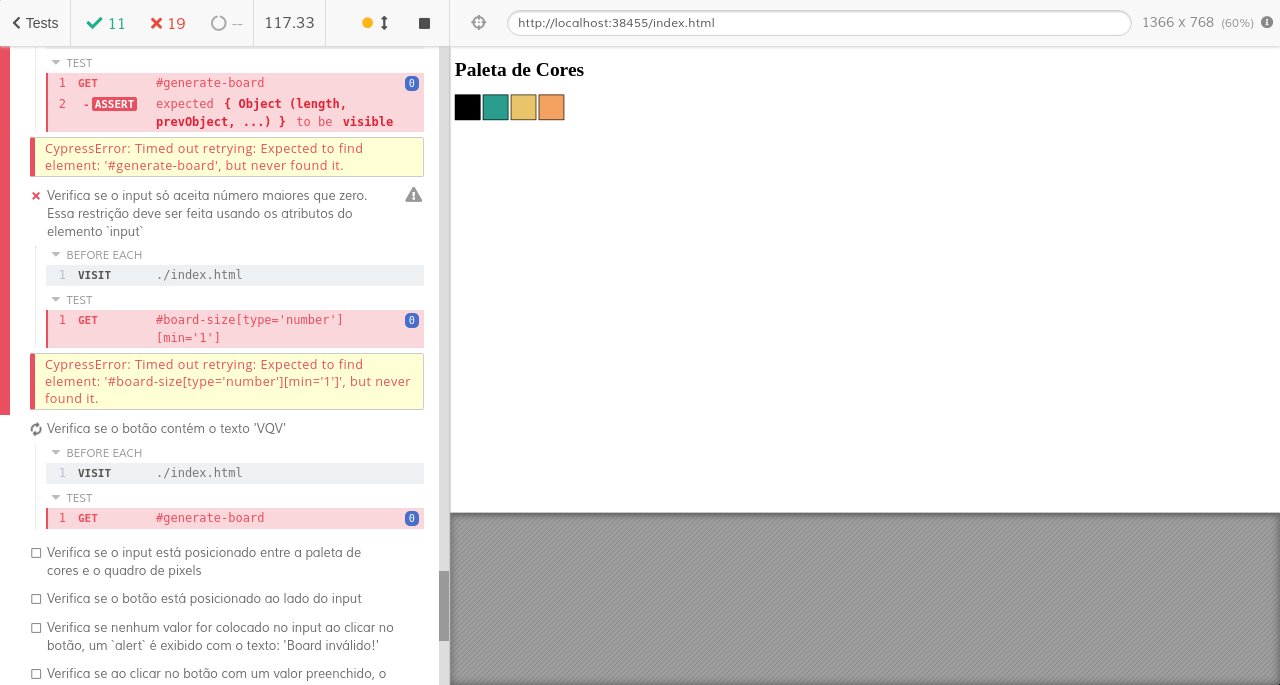 Tests 11 19 -- 117.33 http://localhost:38455/index.html 1366 x 768 (60%)
TEST
1 GET #generate-board 0
2 -ASSERT expected { Object (length,
prevObject, ...) } to be visible
CypressError: Timed out retrying: Expected to find
element: '#generate-board', but never found it.
Verifica se o input só aceita número maiores que zero.
Essa restrição deve ser feita usando os atributos do
elemento `input`
BEFORE EACH
1 VISIT ./index.html
TEST
1 GET #board-size[type='number'] 0
[min='1']
CypressError: Timed out retrying: Expected to find
element: '#board-size[type='number'][min='1']', but never
found it.
Verifica se o botão contém o texto 'VQV'
BEFORE EACH
1 VISIT ./index.html
TEST
1 GET #generate-board 0
Verifica se o input está posicionado entre a paleta de
cores e o quadro de pixels
Verifica se o botão está posicionado ao lado do input
Verifica se nenhum valor for colocado no input ao clicar no
botão, um `alert` é exibido com o texto: 'Board inválido!'
Verifica se ao clicar no botão com um valor preenchido, o
Paleta de Cores